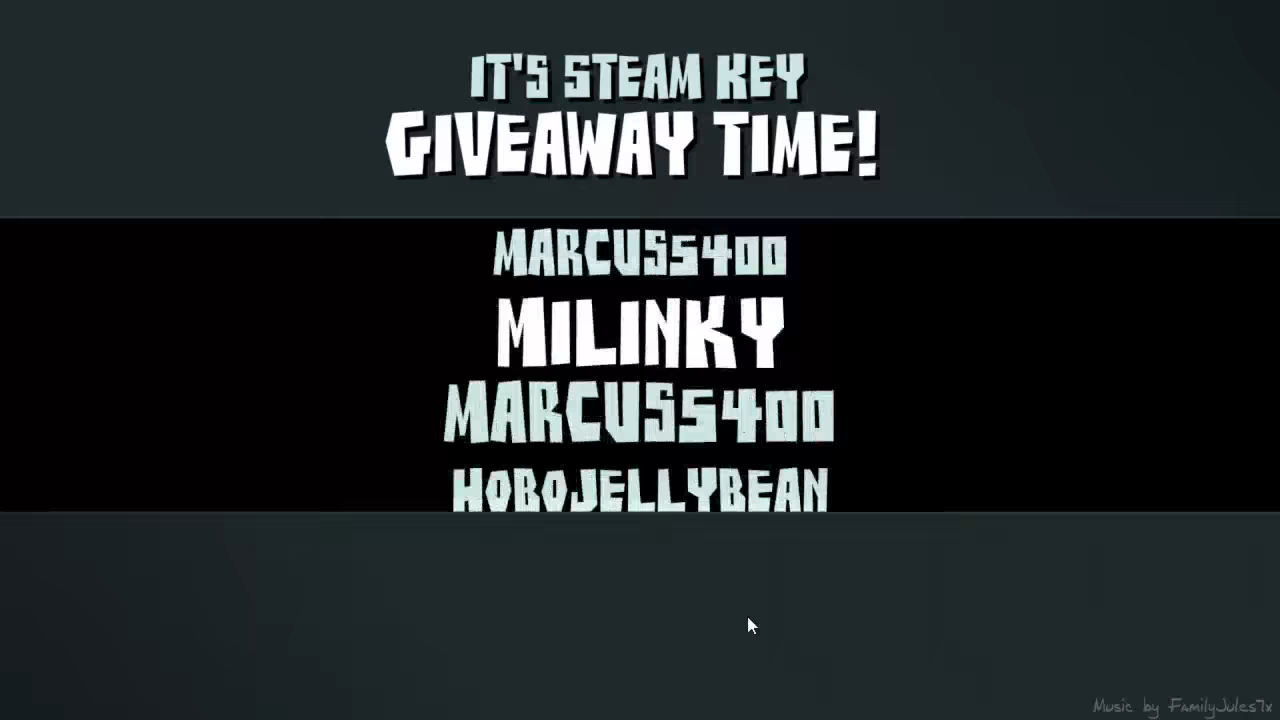 IT'S STEAM KEY
GIVEAWAY TIME!
MARCUS5400
MILINKY
MARCUS5400
HOBOJELLYBEAN
Music by FamilyJules7x